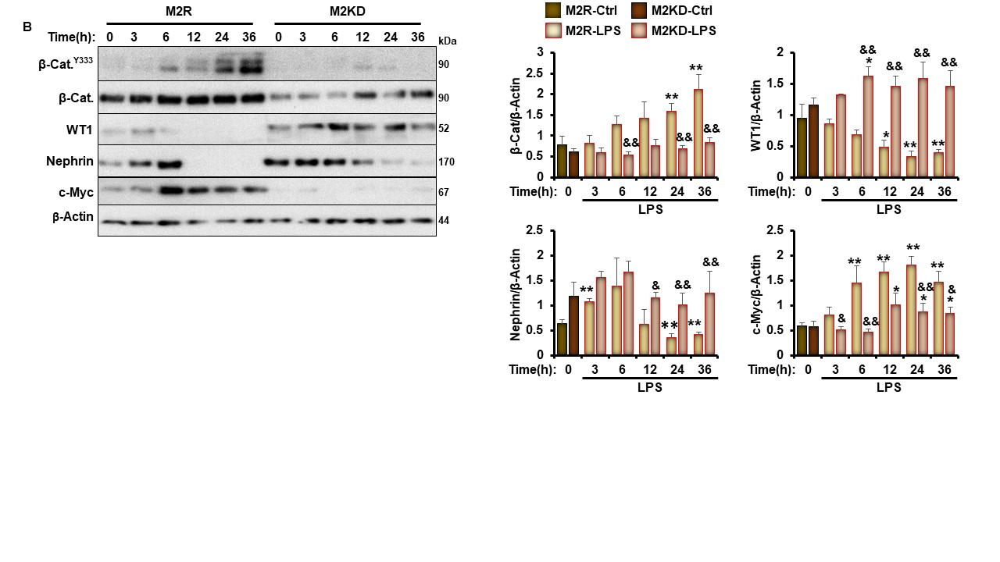 B
M2R M2KD
Time(h): 0 3 6 12 24 36 0 3 6 12 24 36 kDa
β-Cat.Y333 90
β-Cat. 90
WT1 52
Nephrin 170
c-Myc 67
β-Actin 44
M2R-Ctrl M2KD-Ctrl
M2R-LPS M2KD-LPS
β-Cat/β-Actin
3
2.5
2
1.5
1
0.5
0
&& && && ** **
Time(h): 0 3 6 12 24 36
LPS
WT1/β-Actin
2
1.5
1
0.5
0
&& * && && && * ** **
Time(h): 0 3 6 12 24 36
LPS
Nephrin/β-Actin
2.5
2
1.5
1
0.5
0
** & ** && ** &&
Time(h): 0 3 6 12 24 36
LPS
c-Myc/β-Actin
2.5
2
1.5
1
0.5
0
& ** && ** * ** && * ** & *
Time(h): 0 3 6 12 24 36
LPS